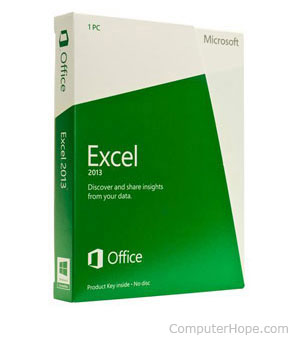 1 PC
Microsoft
Office
Excel 2013
Excel
2013
Discover and share insights
from your data.
Office
Product Key inside • No disc
ComputerHope.com